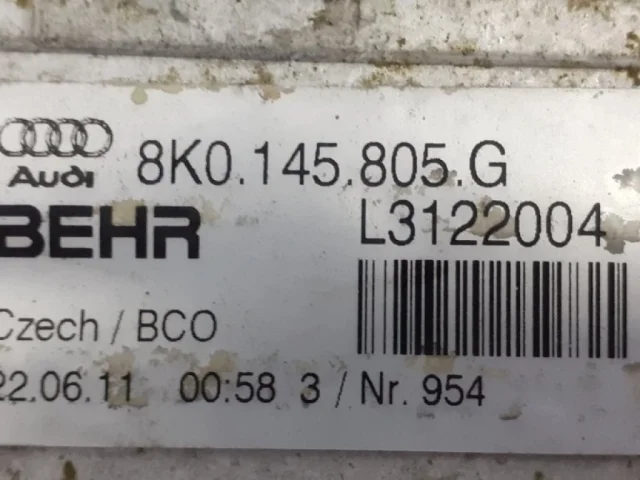 Audi 8K0.145.805.G
BEHR L3122004
Czech / BCO
22.06.11 00:58 3 / Nr. 954